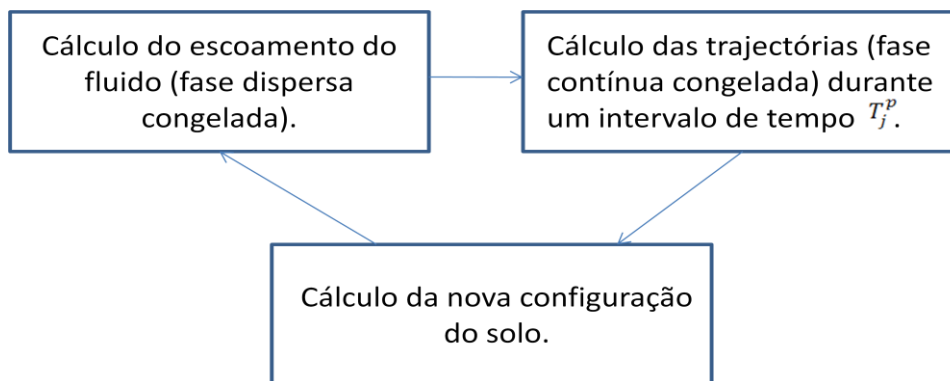 Cálculo do escoamento do
fluido (fase dispersa
congelada).
Cálculo das trajectórias (fase
contínua congelada) durante
um intervalo de tempo T_j^p.
Cálculo da nova configuração
do solo.